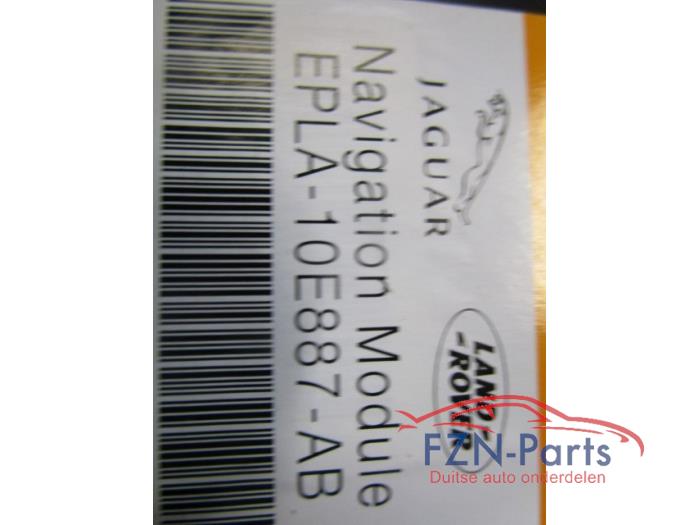 JAGUAR
LAND-
-ROVER
Navigation Module
EPLA-10E887-AB
FZN-Parts
Duitse auto onderdelen